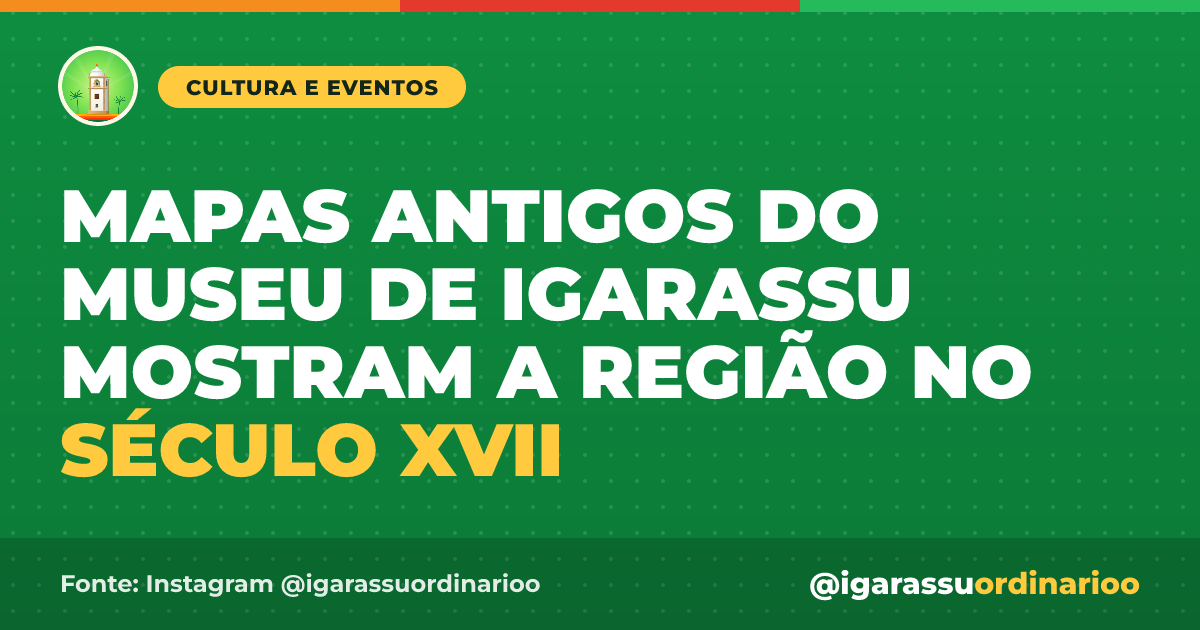 CULTURA E EVENTOS
MAPAS ANTIGOS DO
MUSEU DE IGARASSU
MOSTRAM A REGIÃO NO
SÉCULO XVII
Fonte: Instagram @igarassuordinarioo
@igarassuordinarioo